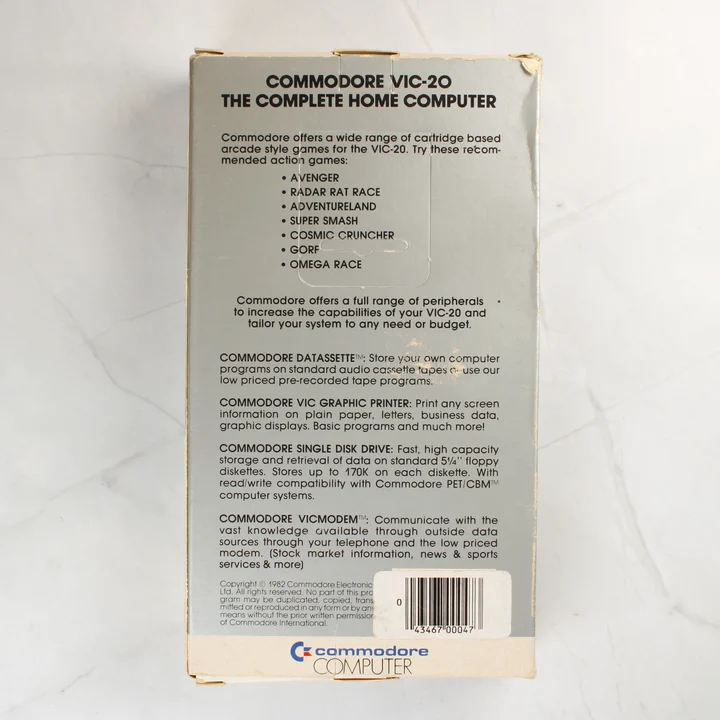 COMMODORE VIC-20
THE COMPLETE HOME COMPUTER
Commodore offers a wide range of cartridge based
arcade style games for the VIC-20. Try these recom-
mended action games:
• AVENGER
• RADAR RAT RACE
• ADVENTURELAND
• SUPER SMASH
• COSMIC CRUNCHER
• GORF
• OMEGA RACE
Commodore offers a full range of peripherals
to increase the capabilities of your VIC-20 and
tailor your system to any need or budget.
COMMODORE DATASSETTE™: Store your own computer
programs on standard audio cassette tapes or use our
low priced pre-recorded tape programs.
COMMODORE VIC GRAPHIC PRINTER: Print any screen
information on plain paper, letters, business data,
graphic displays. Basic programs and much more!
COMMODORE SINGLE DISK DRIVE: Fast, high capacity
storage and retrieval of data on standard 5¼" floppy
diskettes. Stores up to 170K on each diskette. With
read/write compatibility with Commodore PET/CBM™
computer systems.
COMMODORE VICMODEM™: Communicate with the
vast knowledge available through outside data
sources through your telephone and the low priced
modem. (Stock market information, news & sports
services & more)
Copyright © 1982 Commodore Electronic
Ltd. All rights reserved. No part of this pro
gram may be duplicated, copied, trans
mitted or reproduced in any form or by any
means without the prior written permission
of Commodore International.
0 43467 00047
commodore
COMPUTER